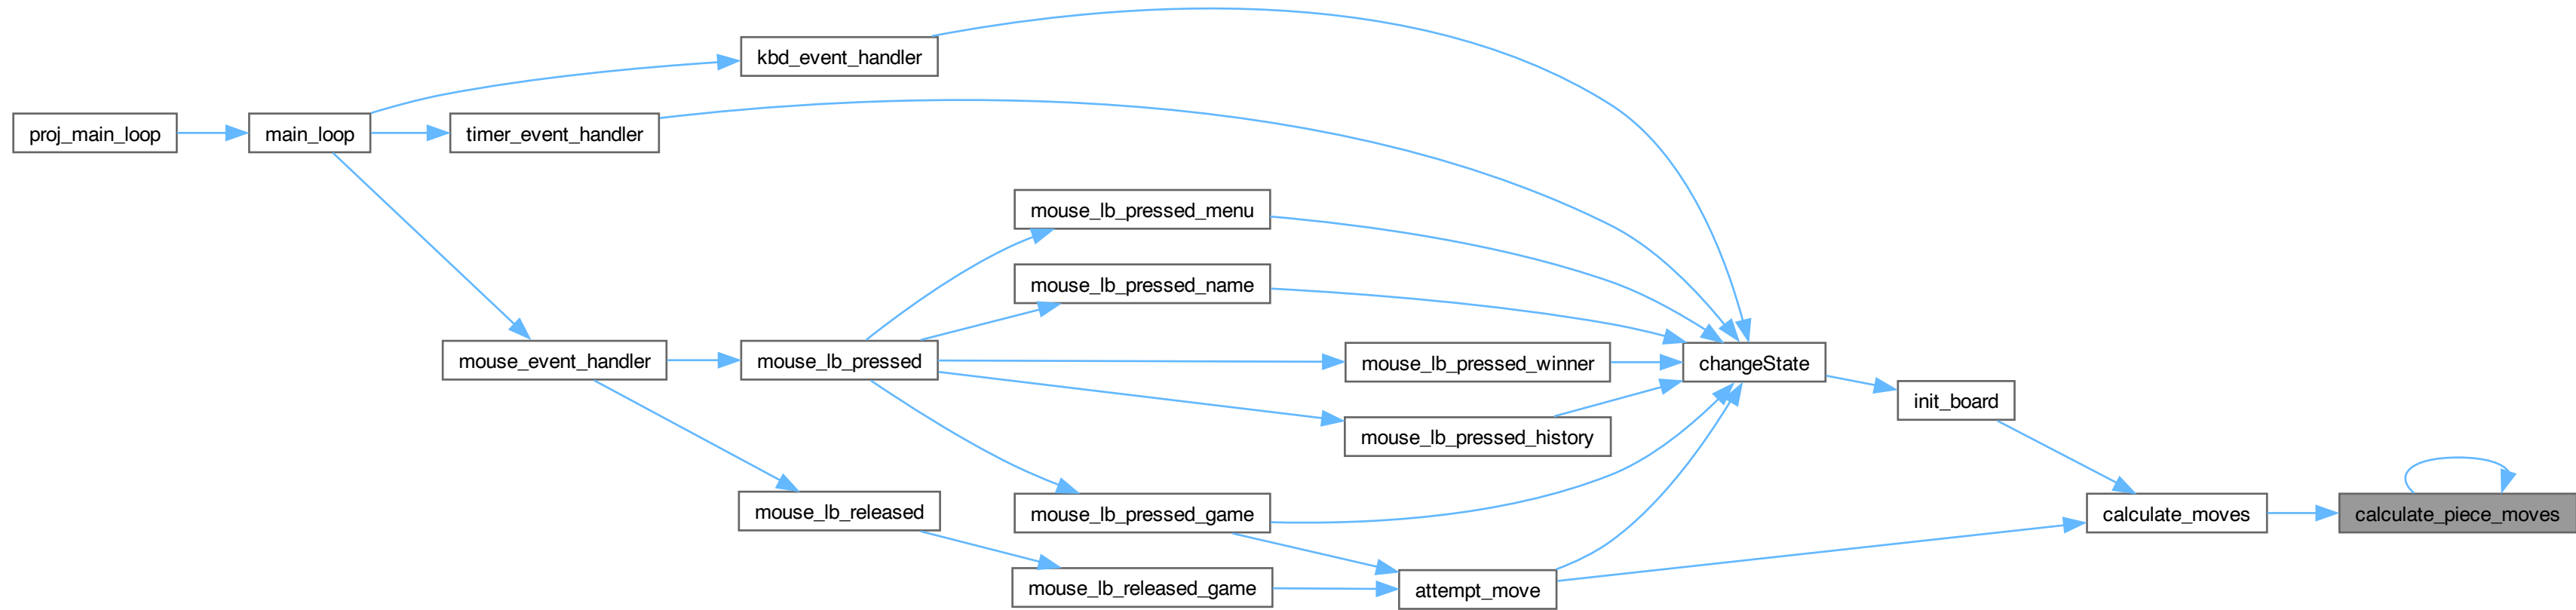 kbd_event_handler
proj_main_loop
main_loop
timer_event_handler
mouse_lb_pressed_menu
mouse_lb_pressed_name
mouse_event_handler
mouse_lb_pressed
mouse_lb_pressed_winner
changeState
init_board
mouse_lb_pressed_history
mouse_lb_released
mouse_lb_pressed_game
calculate_moves
calculate_piece_moves
mouse_lb_released_game
attempt_move